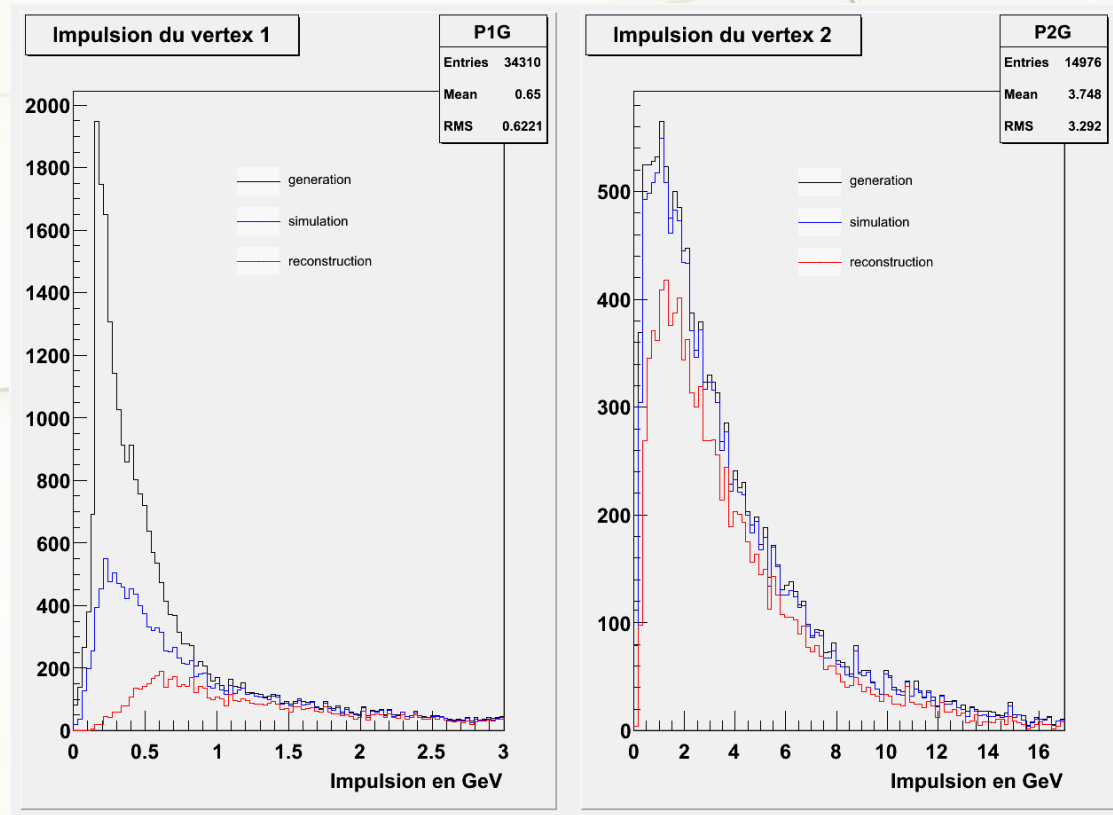 Impulsion du vertex 1
P1G
Entries 34310
Mean 0.65
RMS 0.6221
2000
1800
1600
1400
1200
1000
800
600
400
200
0
generation
simulation
reconstruction
0 0.5 1 1.5 2 2.5 3
Impulsion en GeV
Impulsion du vertex 2
P2G
Entries 14976
Mean 3.748
RMS 3.292
500
400
300
200
100
0
generation
simulation
reconstruction
0 2 4 6 8 10 12 14 16
Impulsion en GeV